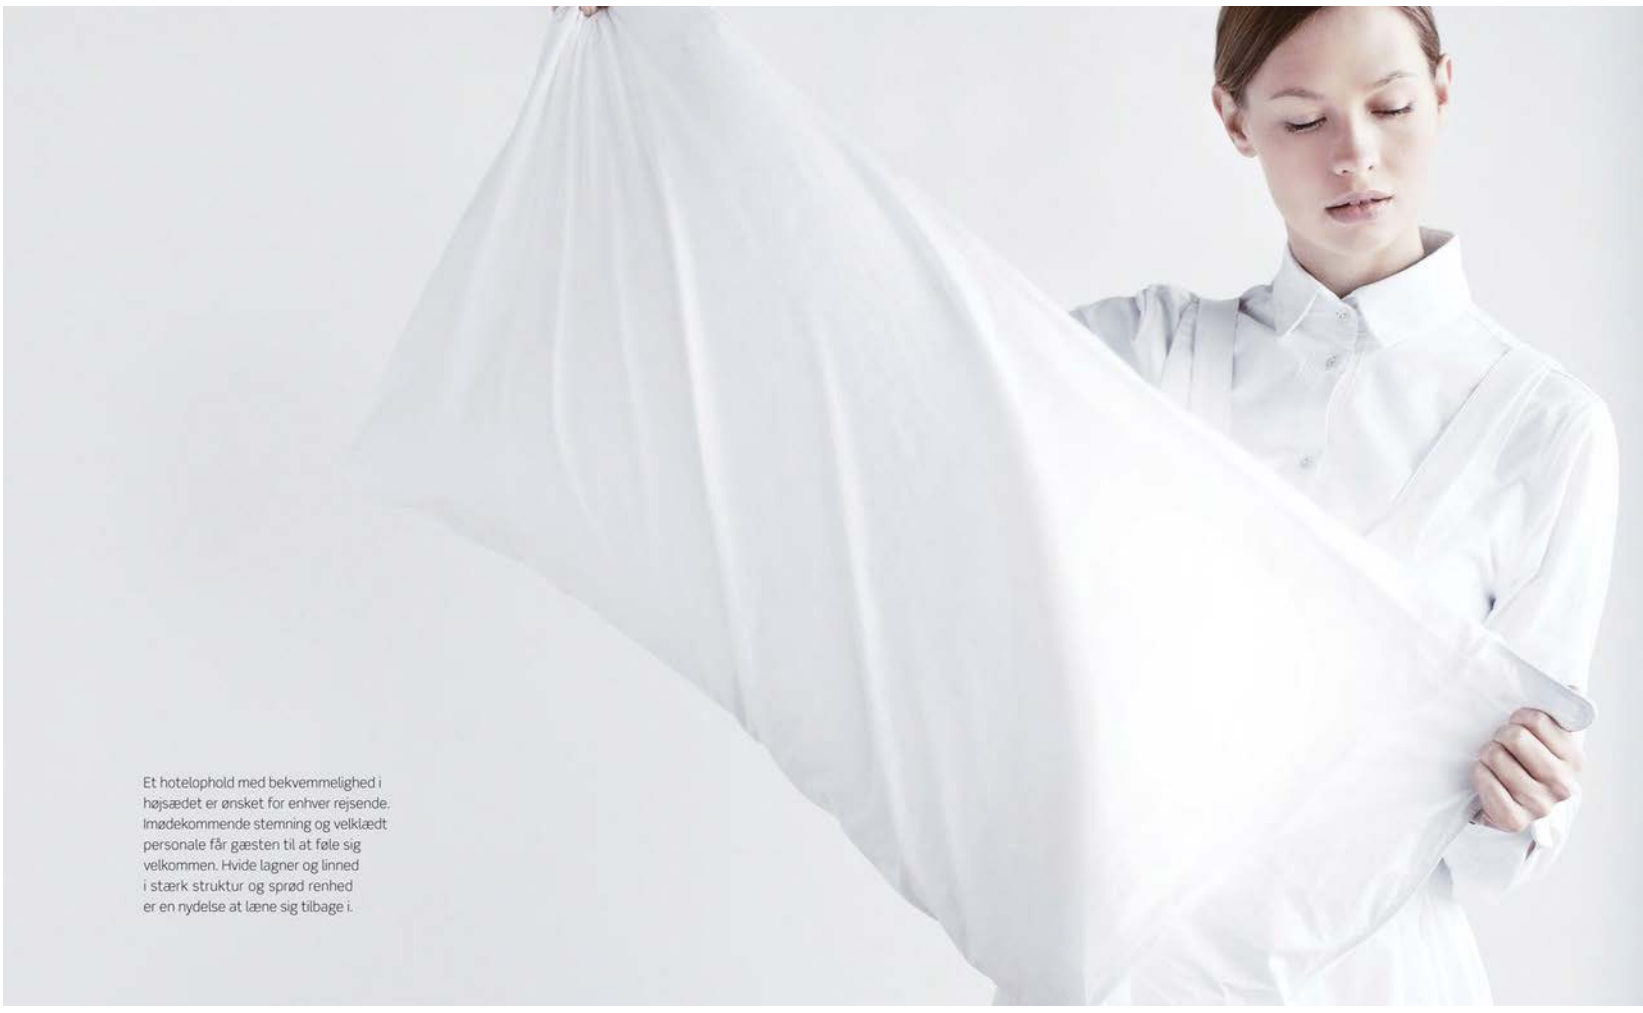 Et hotelophold med bekvemmelighed i
højsædet er ønsket for enhver rejsende.
Imødekommende stemning og velklædt
personale får gæsten til at føle sig
velkommen. Hvide lagner og linned
i stærk struktur og sprød renhed
er en nydelse at læne sig tilbage i.